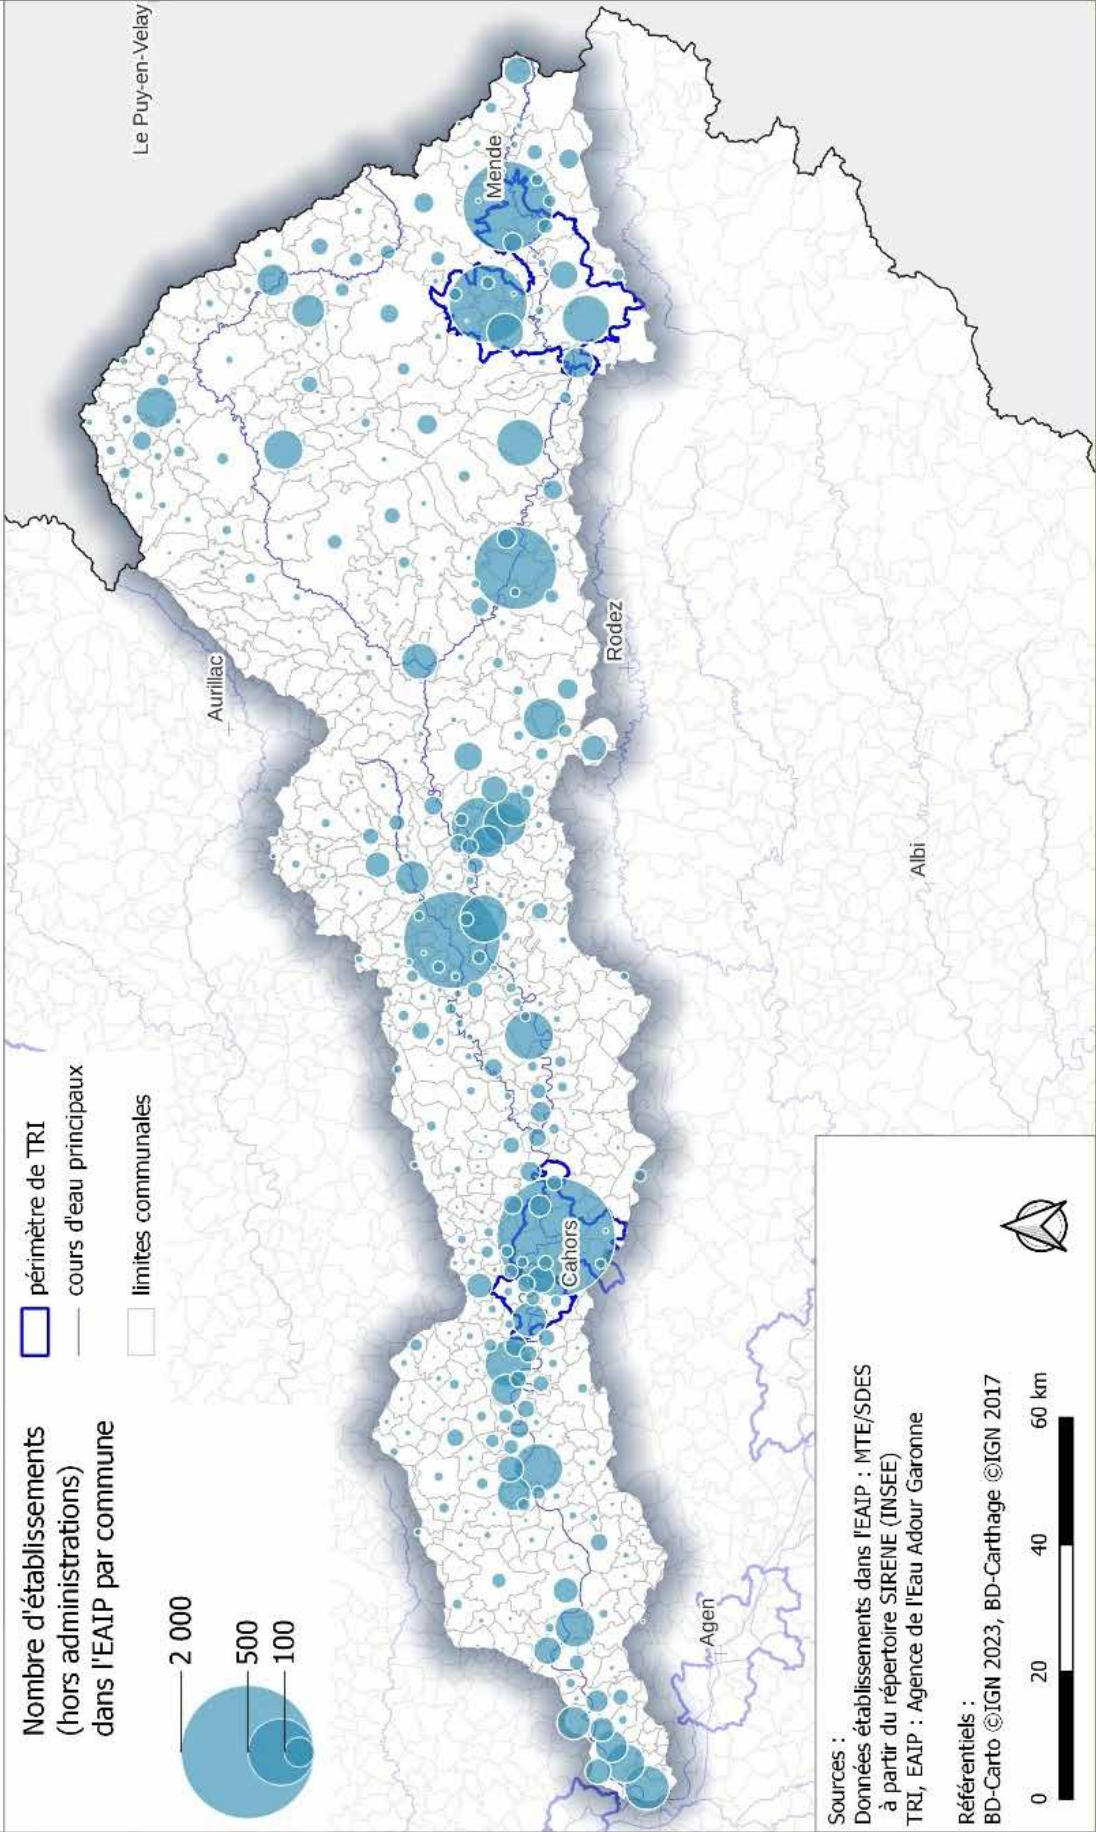 Nombre d'établissements
(hors administrations)
dans l'EAIP par commune
2 000
500
100
périmètre de TRI
cours d'eau principaux
limites communales
Le Puy-en-Velay
Aurillac
Mende
Rodez
Cahors
Albi
Agen
Sources :
Données établissements dans l'EAIP : MTE/SDES
à partir du répertoire SIRENE (INSEE)
TRI, EAIP : Agence de l'Eau Adour Garonne
Référentiels :
BD-Carto ©IGN 2023, BD-Carthage ©IGN 2017
0 20 40 60 km